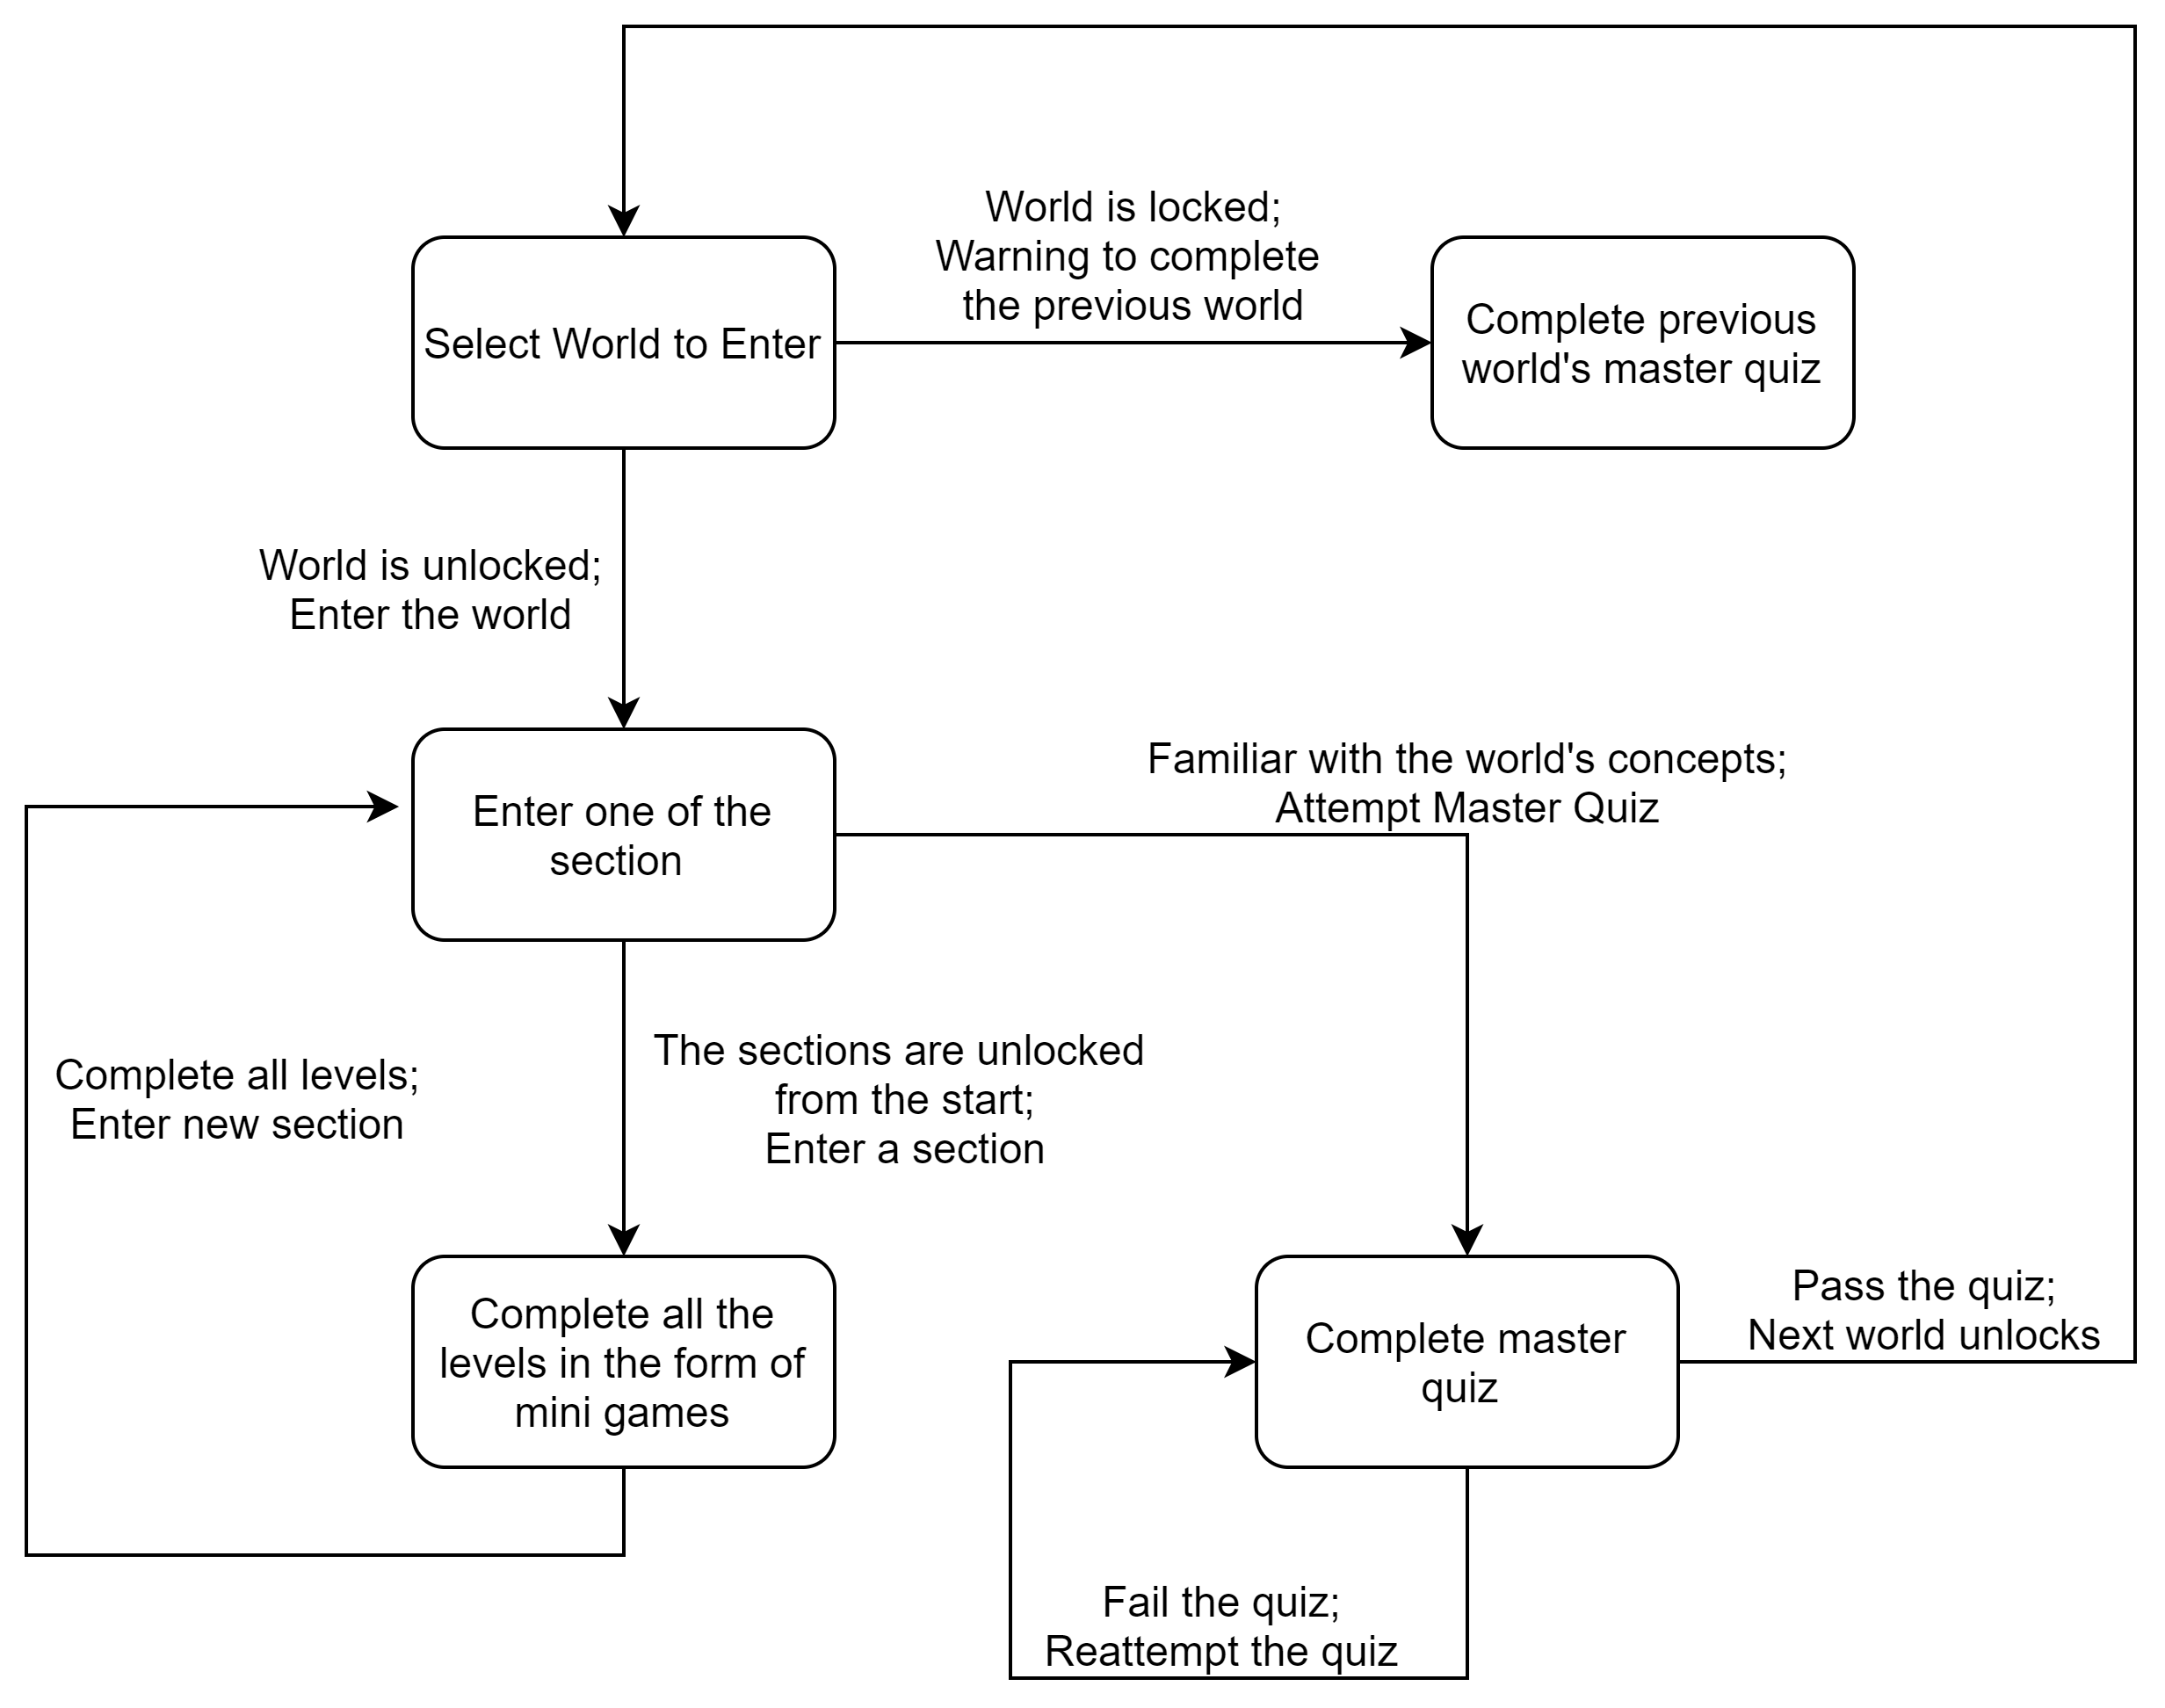 World is locked;
Warning to complete
the previous world
Select World to Enter
Complete previous
world's master quiz
World is unlocked;
Enter the world
Familiar with the world's concepts;
Attempt Master Quiz
Enter one of the
section
The sections are unlocked
from the start;
Enter a section
Complete all levels;
Enter new section
Complete all the
levels in the form of
mini games
Complete master
quiz
Pass the quiz;
Next world unlocks
Fail the quiz;
Reattempt the quiz